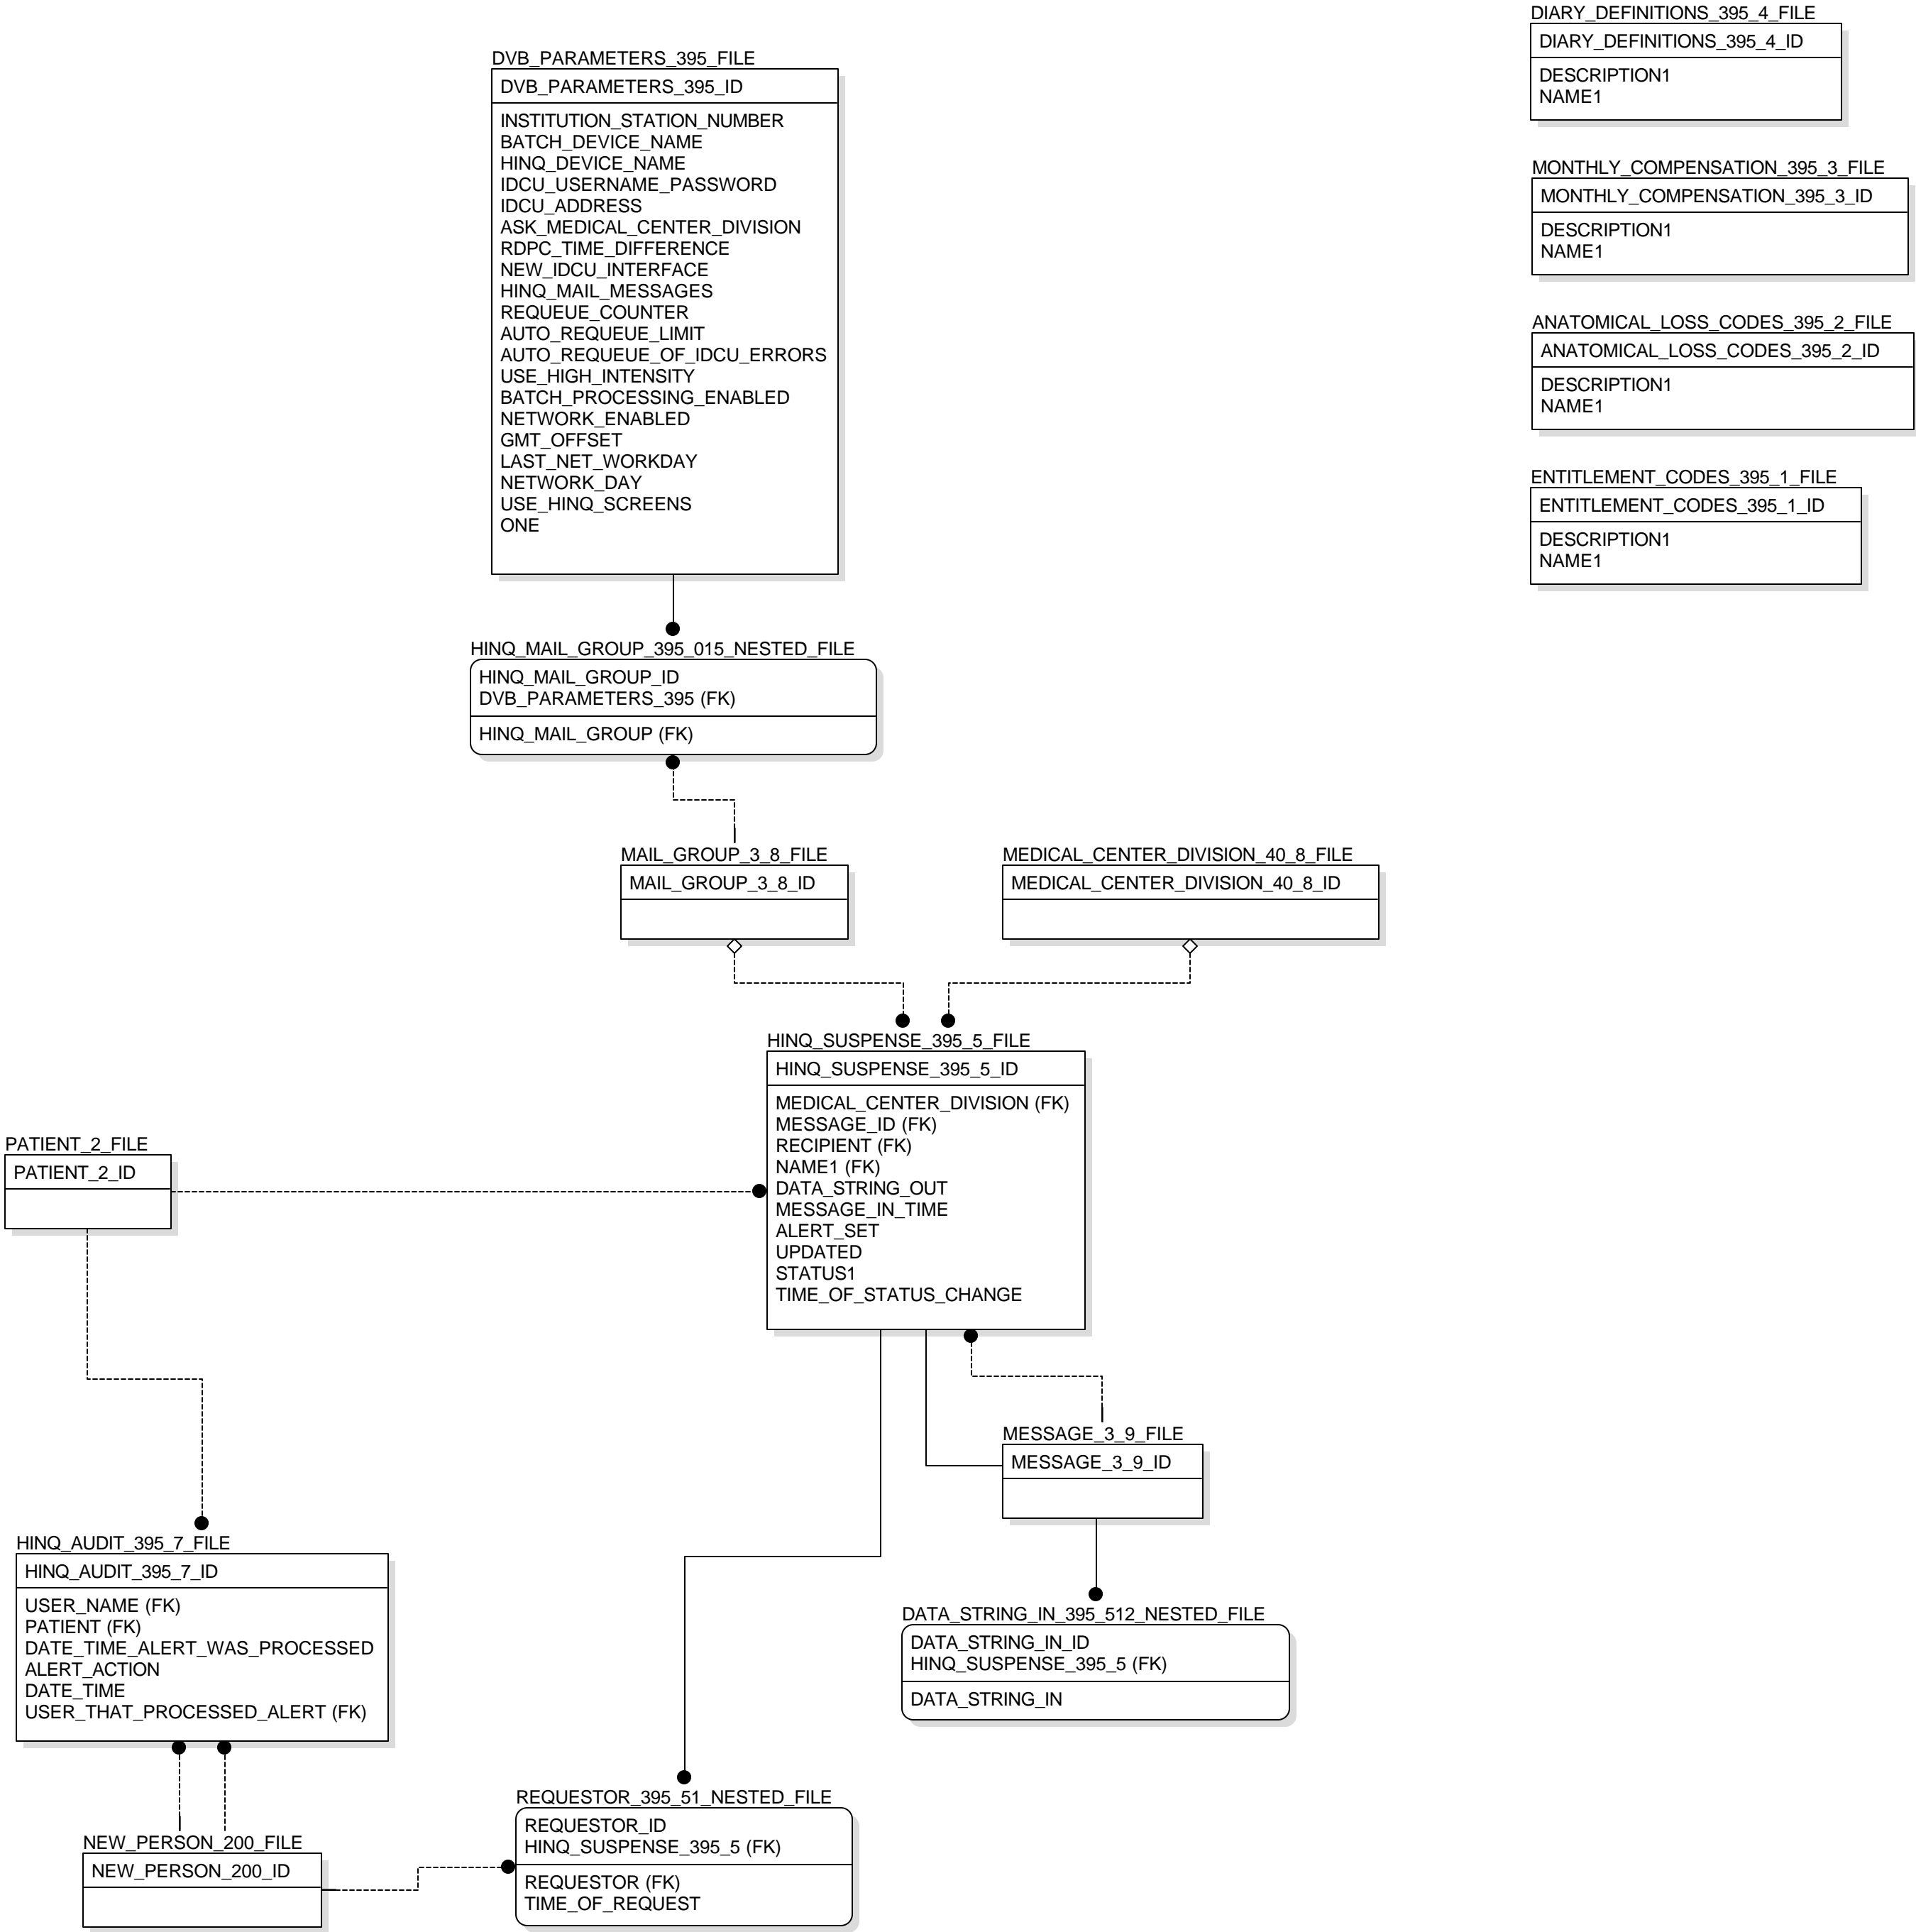 DVB_PARAMETERS_395_FILE
DVB_PARAMETERS_395_ID
INSTITUTION_STATION_NUMBER
BATCH_DEVICE_NAME
HINQ_DEVICE_NAME
IDCU_USERNAME_PASSWORD
IDCU_ADDRESS
ASK_MEDICAL_CENTER_DIVISION
RDPC_TIME_DIFFERENCE
NEW_IDCU_INTERFACE
HINQ_MAIL_MESSAGES
REQUEUE_COUNTER
AUTO_REQUEUE_LIMIT
AUTO_REQUEUE_OF_IDCU_ERRORS
USE_HIGH_INTENSITY
BATCH_PROCESSING_ENABLED
NETWORK_ENABLED
GMT_OFFSET
LAST_NET_WORKDAY
NETWORK_DAY
USE_HINQ_SCREENS
ONE
DIARY_DEFINITIONS_395_4_FILE
DIARY_DEFINITIONS_395_4_ID
DESCRIPTION1
NAME1
MONTHLY_COMPENSATION_395_3_FILE
MONTHLY_COMPENSATION_395_3_ID
DESCRIPTION1
NAME1
ANATOMICAL_LOSS_CODES_395_2_FILE
ANATOMICAL_LOSS_CODES_395_2_ID
DESCRIPTION1
NAME1
ENTITLEMENT_CODES_395_1_FILE
ENTITLEMENT_CODES_395_1_ID
DESCRIPTION1
NAME1
HINQ_MAIL_GROUP_395_015_NESTED_FILE
HINQ_MAIL_GROUP_ID
DVB_PARAMETERS_395 (FK)
HINQ_MAIL_GROUP (FK)
MAIL_GROUP_3_8_FILE
MAIL_GROUP_3_8_ID
MEDICAL_CENTER_DIVISION_40_8_FILE
MEDICAL_CENTER_DIVISION_40_8_ID
HINQ_SUSPENSE_395_5_FILE
HINQ_SUSPENSE_395_5_ID
MEDICAL_CENTER_DIVISION (FK)
MESSAGE_ID (FK)
RECIPIENT (FK)
NAME1 (FK)
DATA_STRING_OUT
MESSAGE_IN_TIME
ALERT_SET
UPDATED
STATUS1
TIME_OF_STATUS_CHANGE
PATIENT_2_FILE
PATIENT_2_ID
MESSAGE_3_9_FILE
MESSAGE_3_9_ID
HINQ_AUDIT_395_7_FILE
HINQ_AUDIT_395_7_ID
USER_NAME (FK)
PATIENT (FK)
DATE_TIME_ALERT_WAS_PROCESSED
ALERT_ACTION
DATE_TIME
USER_THAT_PROCESSED_ALERT (FK)
DATA_STRING_IN_395_512_NESTED_FILE
DATA_STRING_IN_ID
HINQ_SUSPENSE_395_5 (FK)
DATA_STRING_IN
REQUESTOR_395_51_NESTED_FILE
REQUESTOR_ID
HINQ_SUSPENSE_395_5 (FK)
REQUESTOR (FK)
TIME_OF_REQUEST
NEW_PERSON_200_FILE
NEW_PERSON_200_ID